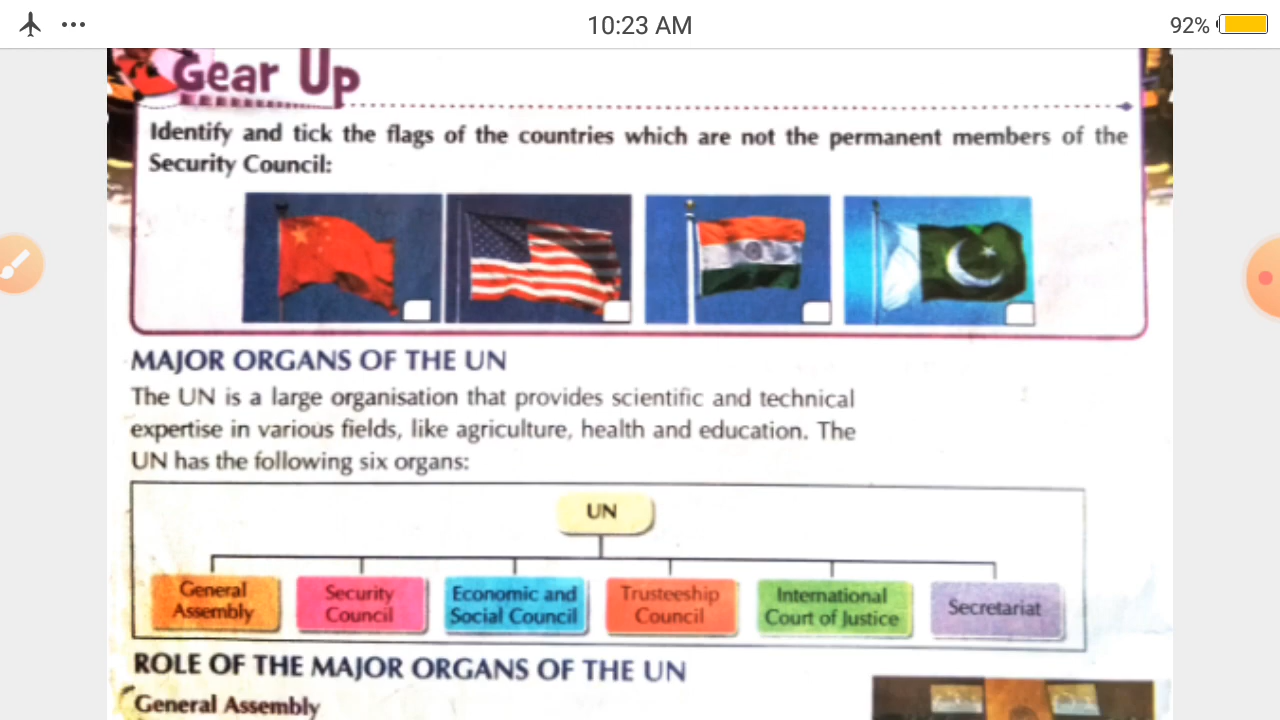 10:23 AM
92%
Gear Up
Identify and tick the flags of the countries which are not the permanent members of the
Security Council:
MAJOR ORGANS OF THE UN
The UN is a large organisation that provides scientific and technical
expertise in various fields, like agriculture, health and education. The
UN has the following six organs:
UN
General
Assembly
Security
Council
Economic and
Social Council
Trusteeship
Council
International
Court of Justice
Secretariat
ROLE OF THE MAJOR ORGANS OF THE UN
General Assembly